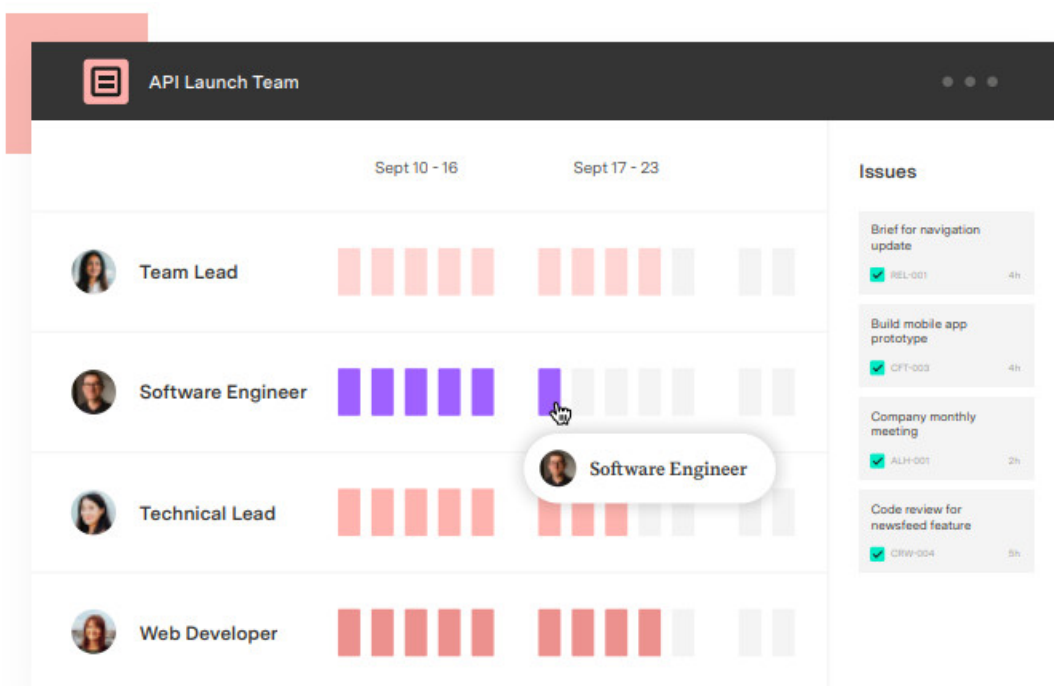 API Launch Team
Sept 10 - 16
Sept 17 - 23
Issues
Team Lead
Software Engineer
Software Engineer
Technical Lead
Web Developer
Brief for navigation
update
REL-001
4h
Build mobile app
prototype
CFT-003
4h
Company monthly
meeting
ALH-001
2h
Code review for
newsfeed feature
CRW-004
5h